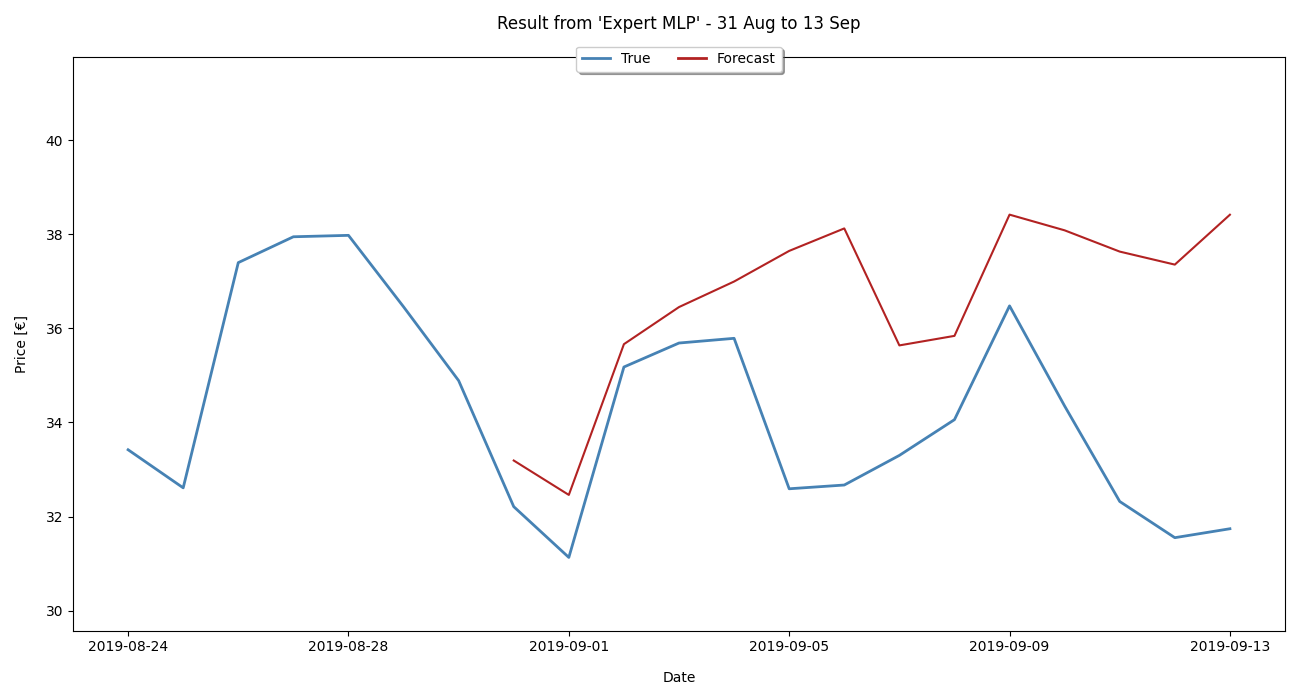 Result from 'Expert MLP' - 31 Aug to 13 Sep
True Forecast
Price [€]
40
38
36
34
32
30
2019-08-24 2019-08-28 2019-09-01 2019-09-05 2019-09-09 2019-09-13
Date